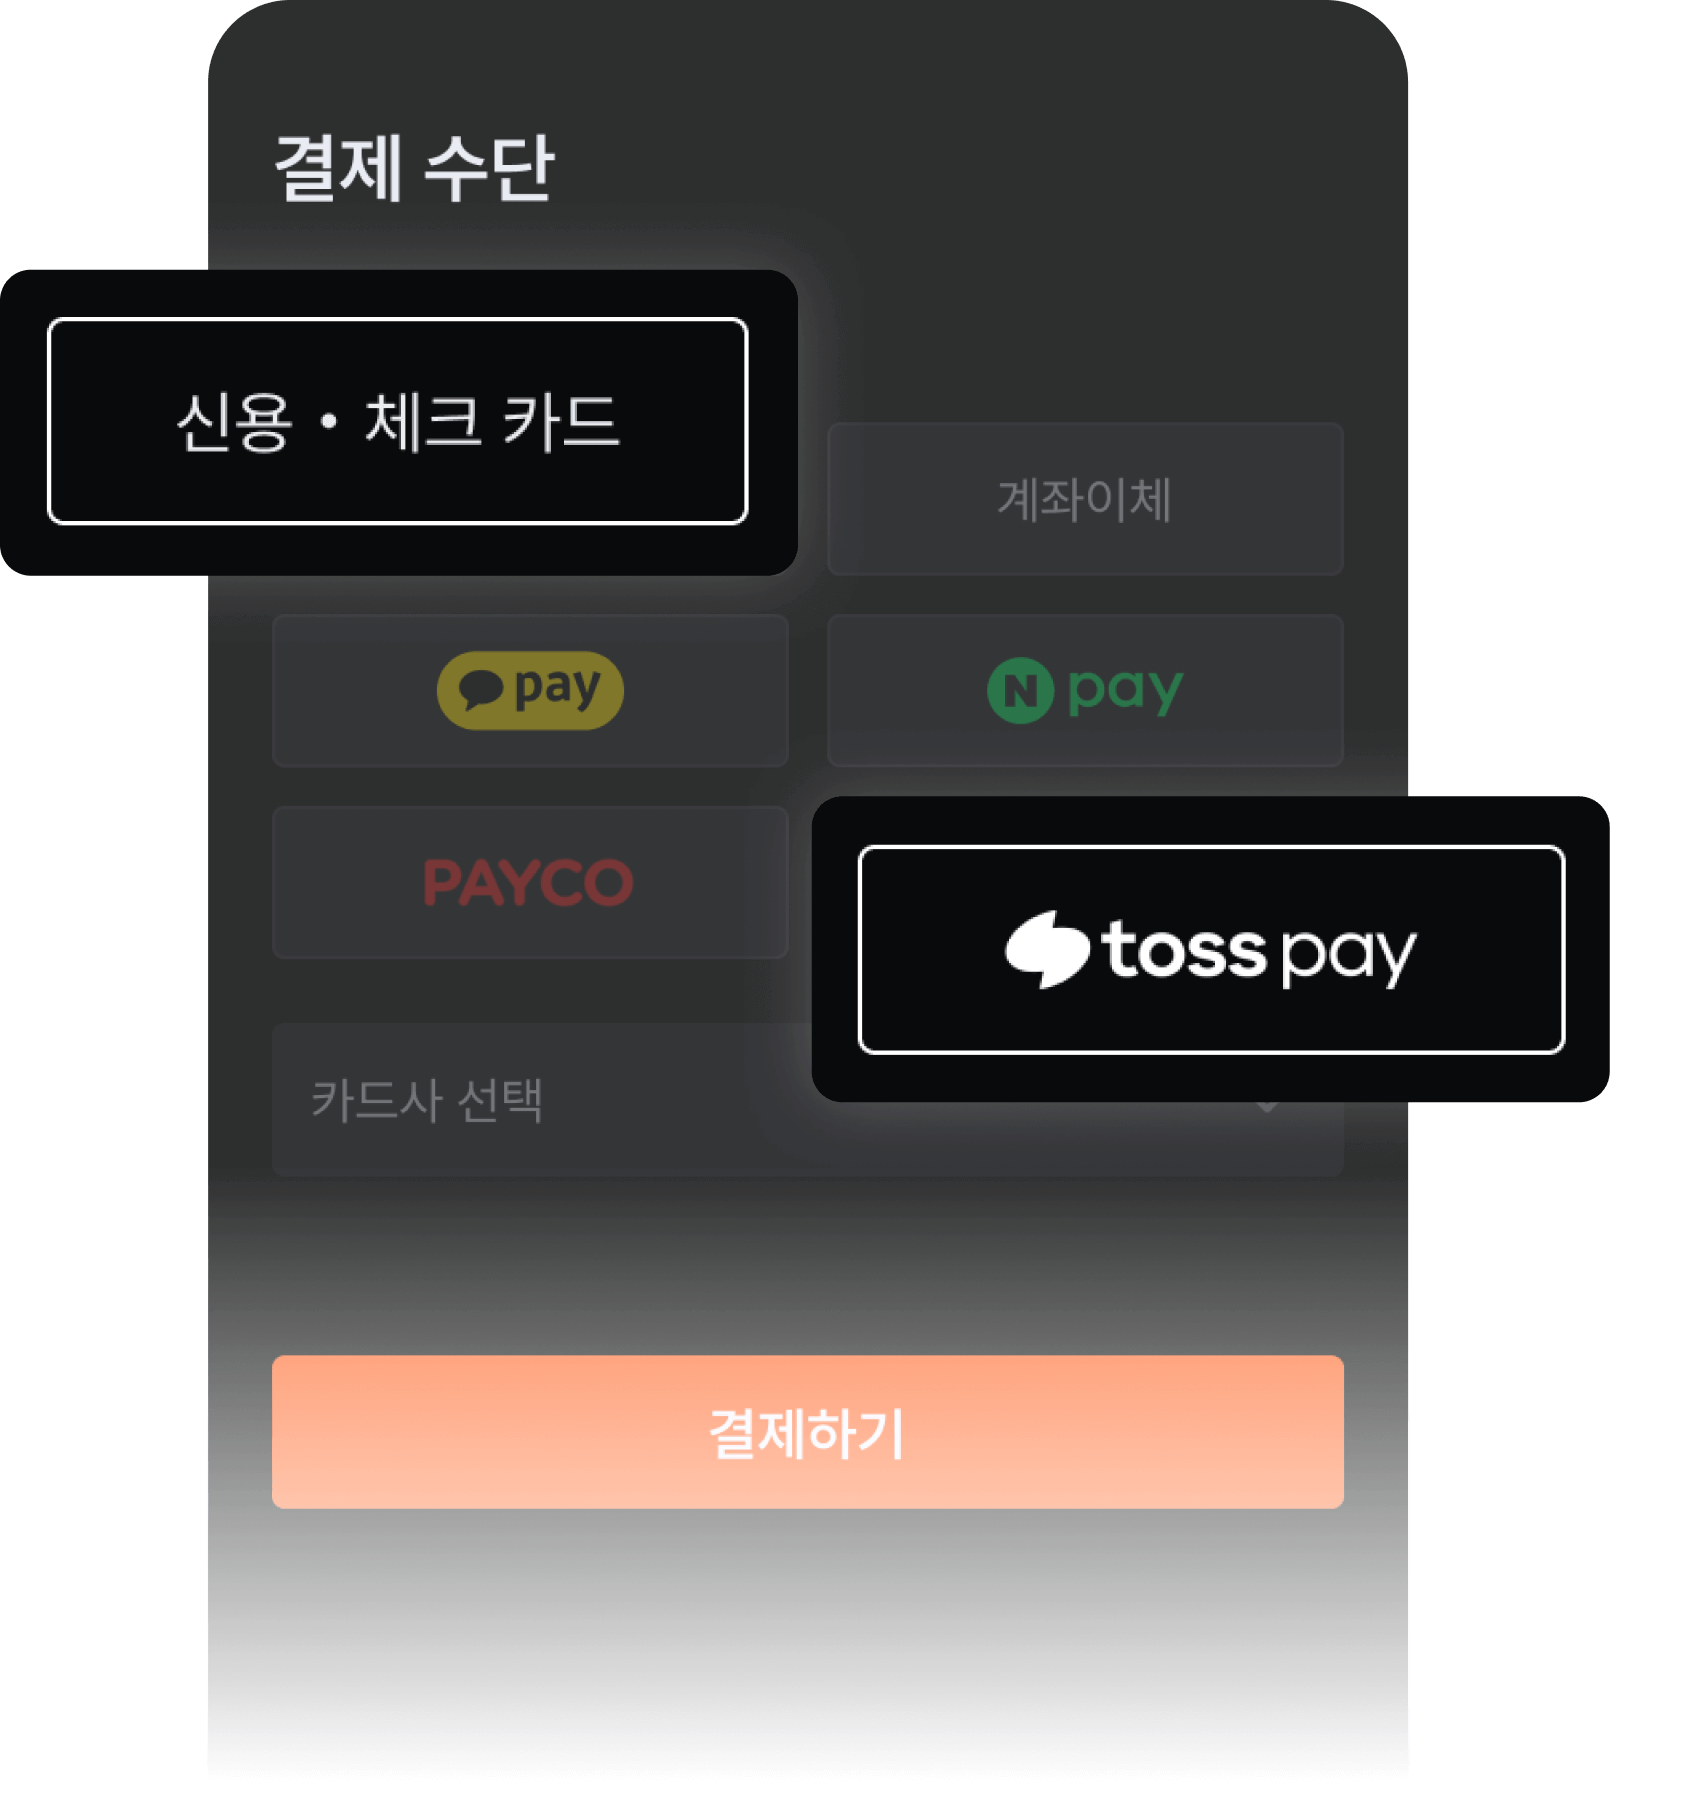 결제 수단
신용 • 체크 카드
계좌이체
pay
N pay
PAYCO
toss pay
카드사 선택
결제하기